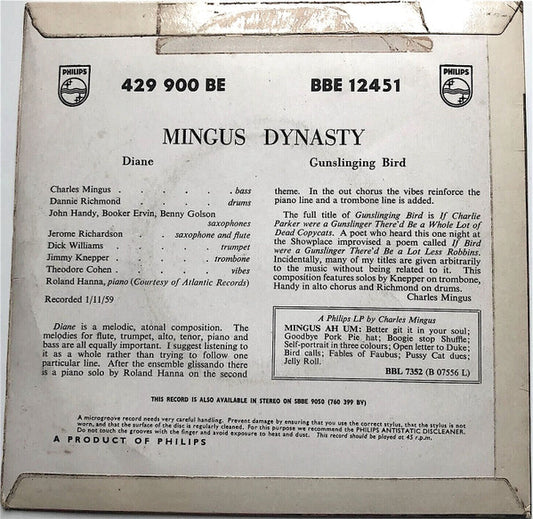 PHILIPS
429 900 BE BBE 12451
PHILIPS
MINGUS DYNASTY
Diane Gunslinging Bird
Charles Mingus . . . . . . bass
Dannie Richmond . . . . . drums
John Handy, Booker Ervin, Benny Golson
saxophones
Jerome Richardson . saxophone and flute
Dick Williams . . . . . trumpet
Jimmy Knepper . . . . trombone
Theodore Cohen . . . . . vibes
Roland Hanna, piano (Courtesy of Atlantic Records)
Recorded 1/11/59
Diane is a melodic, atonal composition. The
melodies for flute, trumpet, alto, tenor, piano and
bass are all equally important. I suggest listening to
it as a whole rather than trying to follow one
particular line. After the ensemble glissando there
is a piano solo by Roland Hanna on the second
theme. In the out chorus the vibes reinforce the
piano line and a trombone line is added.
The full title of Gunslinging Bird is If Charlie
Parker were a Gunslinger There'd Be a Whole Lot of
Dead Copycats. A poet who heard this one night at
the Showplace improvised a poem called If Bird
were a Gunslinger There'd Be a Lot Less Robbins.
Incidentally, many of my titles are given arbitrarily
to the music without being related to it. This
composition features solos by Knepper on trombone,
Handy in alto chorus and Richmond on drums.
Charles Mingus
A Philips LP by Charles Mingus
MINGUS AH UM: Better git it in your soul;
Goodbye Pork Pie hat; Boogie stop Shuffle;
Self-portrait in three colours; Open letter to Duke;
Bird calls; Fables of Faubus; Pussy Cat dues;
Jelly Roll.
BBL 7352 (B 07556 L)
THIS RECORD IS ALSO AVAILABLE IN STEREO ON SBBE 9050 (760 399 BV)
A microgroove record needs very careful handling. Prevent damage by ensuring that you use the correct stylus, that the stylus is not
worn, and that the surface of the disc is regularly cleaned. For this purpose we recommend the PHILIPS ANTISTATIC DISCLEANER.
Do not touch the grooves with the finger and avoid exposure to heat and dust. This record should be played at 45 r.p.m.
A PRODUCT OF PHILIPS